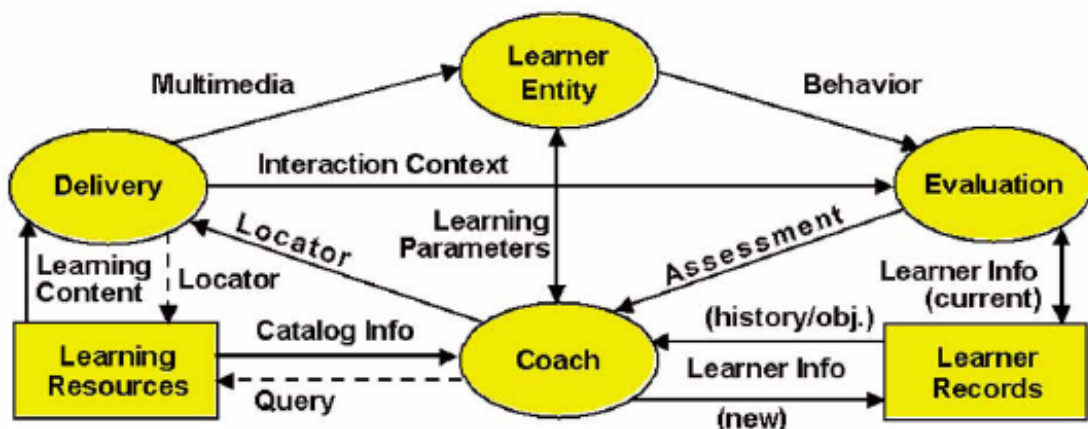 Learner
Entity
Multimedia
Behavior
Delivery
Interaction Context
Evaluation
Learning
Parameters
Locator
Assessment
Learning
Content
Locator
Learner Info
(current)
Catalog Info
(history/obj.)
Learning
Resources
Coach
Learner Info
Learner
Records
Query
(new)